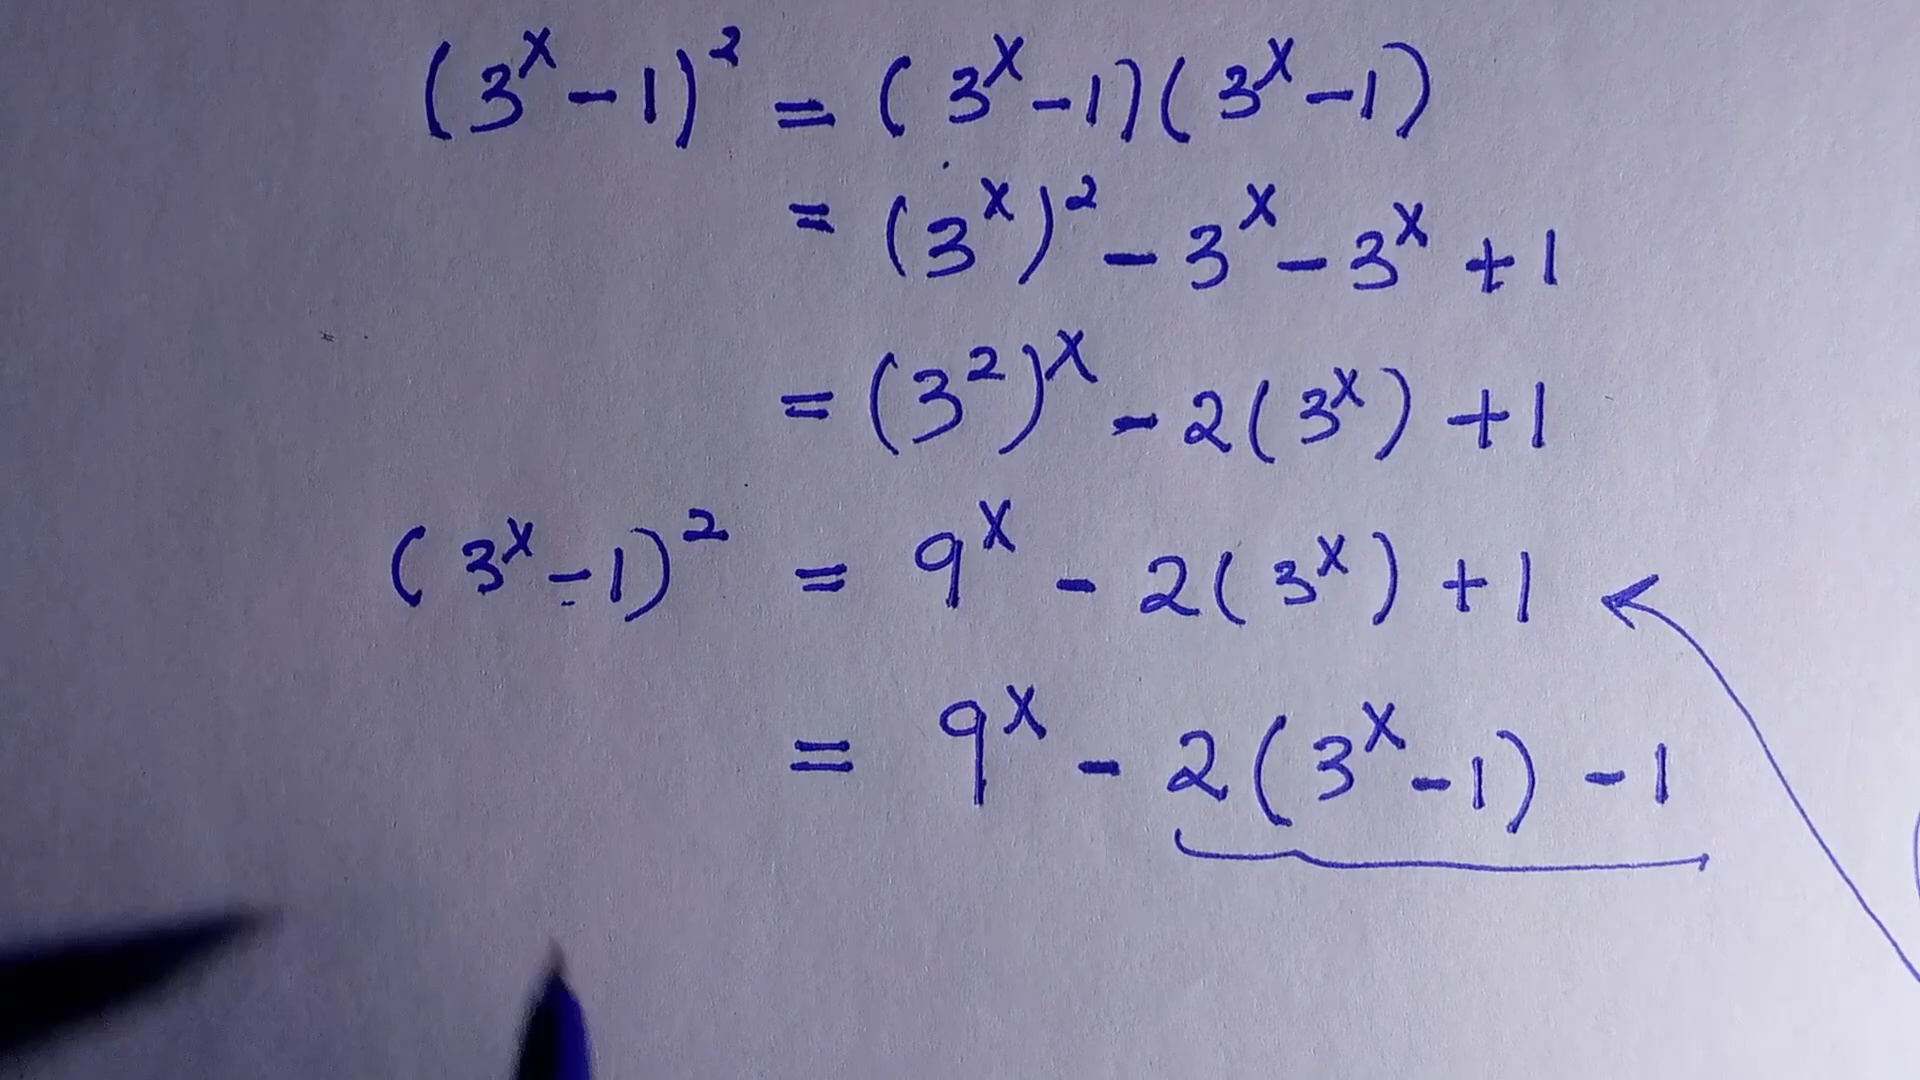 (3^x - 1)^2 = (3^x - 1)(3^x - 1)
= (3^x)^2 - 3^x - 3^x + 1
= (3^2)^x - 2(3^x) + 1
(3^x - 1)^2 = 9^x - 2(3^x) + 1
= 9^x - 2(3^x - 1) - 1